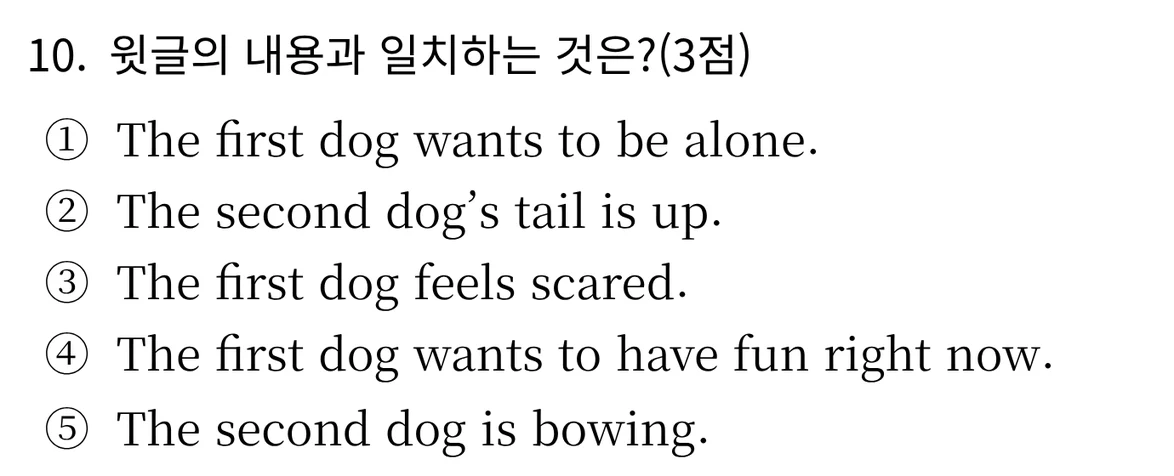 10. 윗글의 내용과 일치하는 것은?(3점)
① The first dog wants to be alone.
② The second dog’s tail is up.
③ The first dog feels scared.
④ The first dog wants to have fun right now.
⑤ The second dog is bowing.